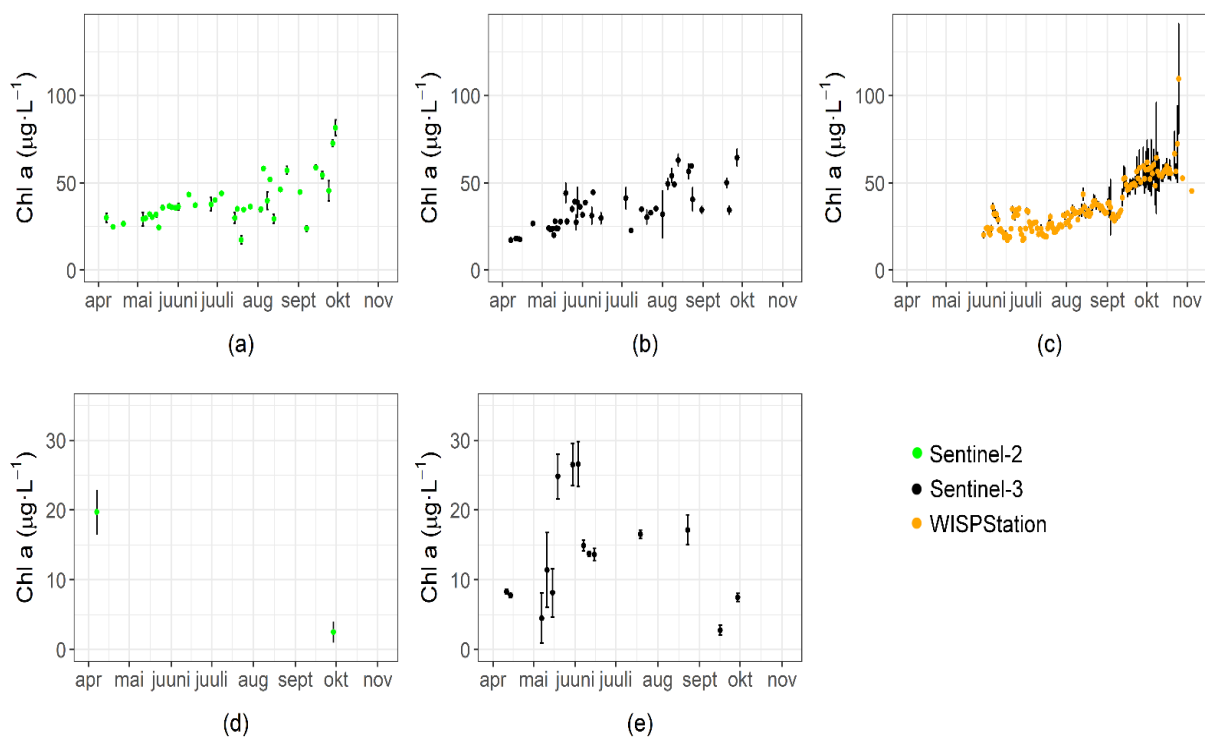 Chl a (µg·L⁻¹)
100
50
0
apr mai juuni juuli aug sept okt nov
(a)
Chl a (µg·L⁻¹)
100
50
0
apr mai juuni juuli aug sept okt nov
(b)
Chl a (µg·L⁻¹)
100
50
0
apr mai juuni juuli aug sept okt nov
(c)
Chl a (µg·L⁻¹)
30
20
10
0
apr mai juuni juuli aug sept okt nov
(d)
Chl a (µg·L⁻¹)
30
20
10
0
apr mai juuni juuli aug sept okt nov
(e)
Sentinel-2
Sentinel-3
WISPStation